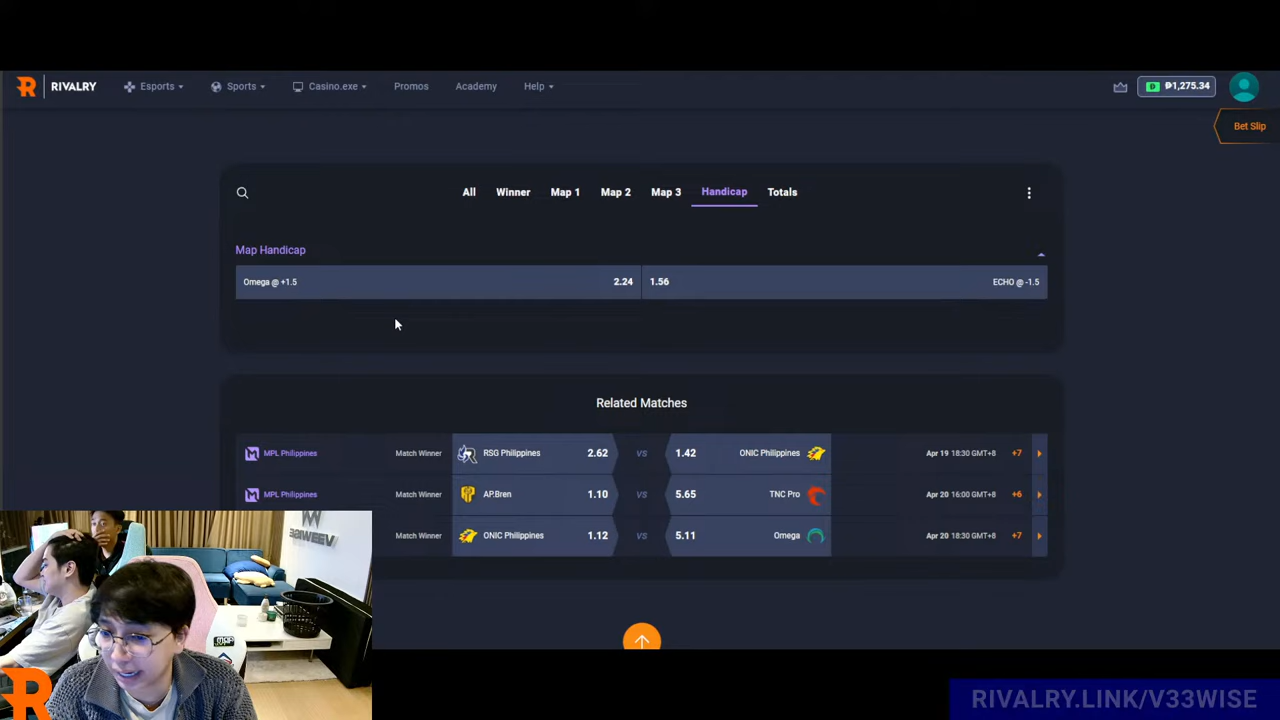 RIVALRY Esports Sports Casino.exe Promos Academy Help ₱1,275.34
Bet Slip
All Winner Map 1 Map 2 Map 3 Handicap Totals
Map Handicap
Omega @ +1.5 2.24 1.56 ECHO @ -1.5
Related Matches
MPL Philippines Match Winner RSG Philippines 2.62 VS 1.42 ONIC Philippines Apr 19 18:30 GMT+8 +7
MPL Philippines Match Winner AP.Bren 1.10 VS 5.65 TNC Pro Apr 20 16:00 GMT+8 +6
Match Winner ONIC Philippines 1.12 VS 5.11 Omega Apr 20 18:30 GMT+8 +7
RIVALRY.LINK/V33WISE